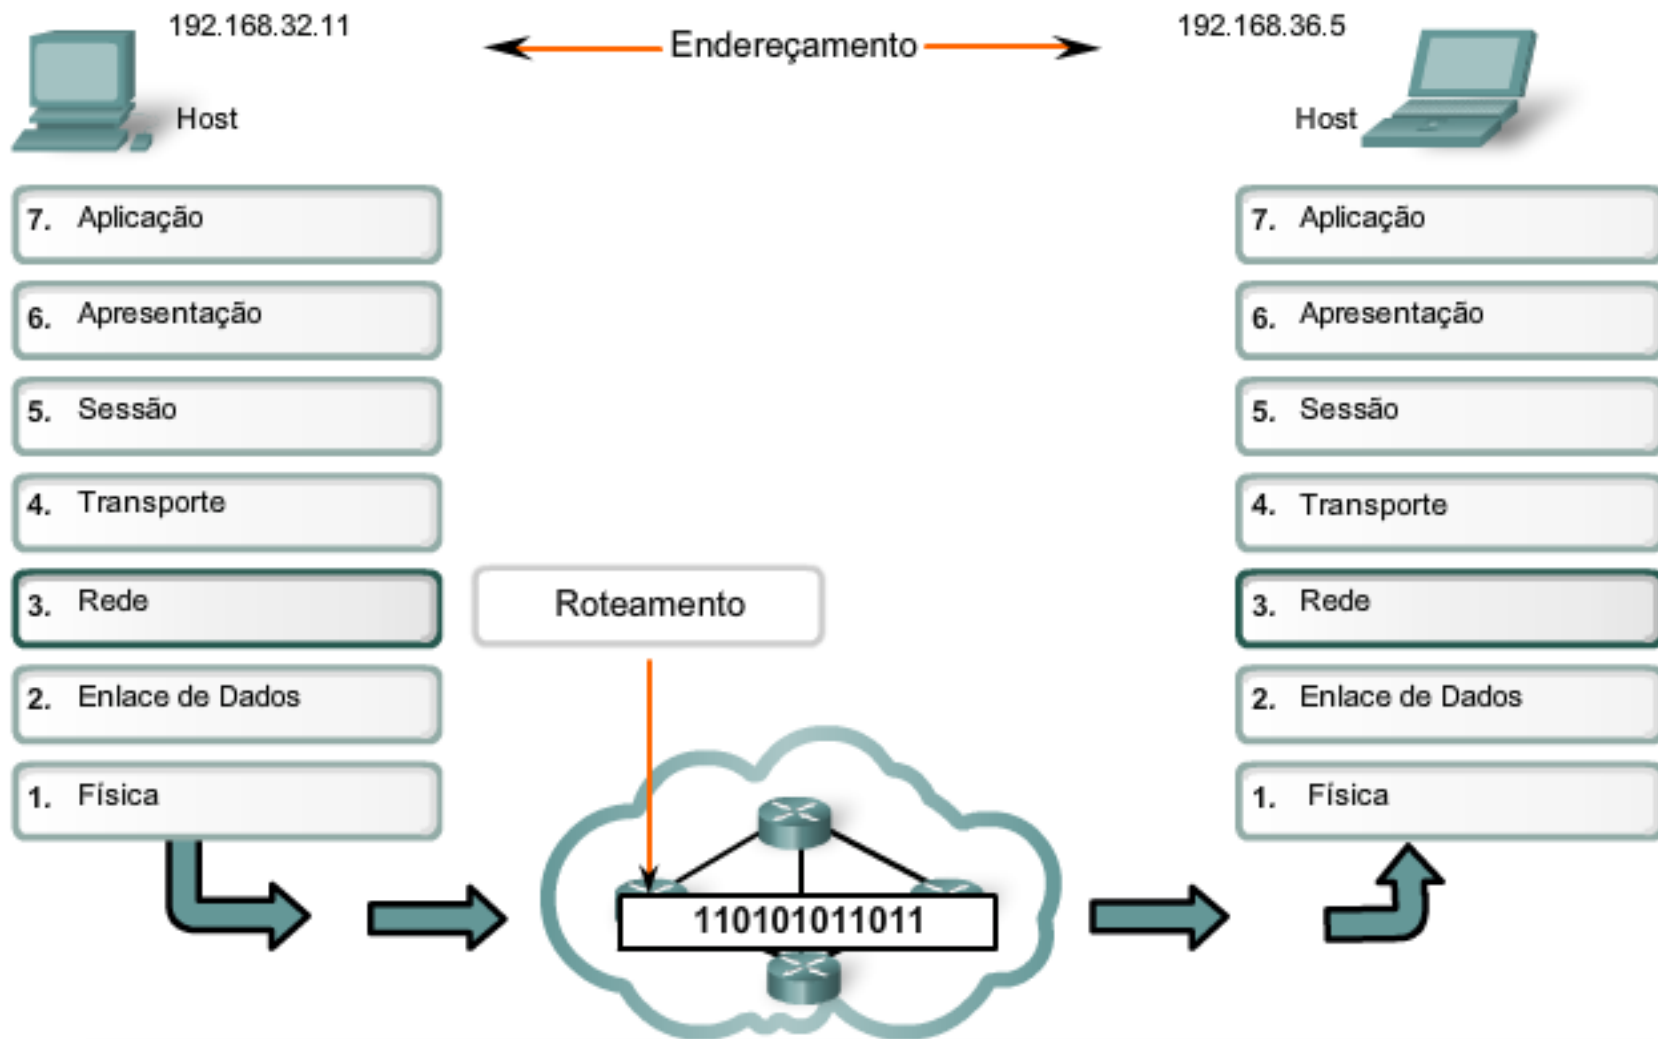 192.168.32.11
Endereçamento
192.168.36.5
Host
Host
7. Aplicação
6. Apresentação
5. Sessão
4. Transporte
3. Rede
2. Enlace de Dados
1. Física
Roteamento
110101011011
7. Aplicação
6. Apresentação
5. Sessão
4. Transporte
3. Rede
2. Enlace de Dados
1. Física